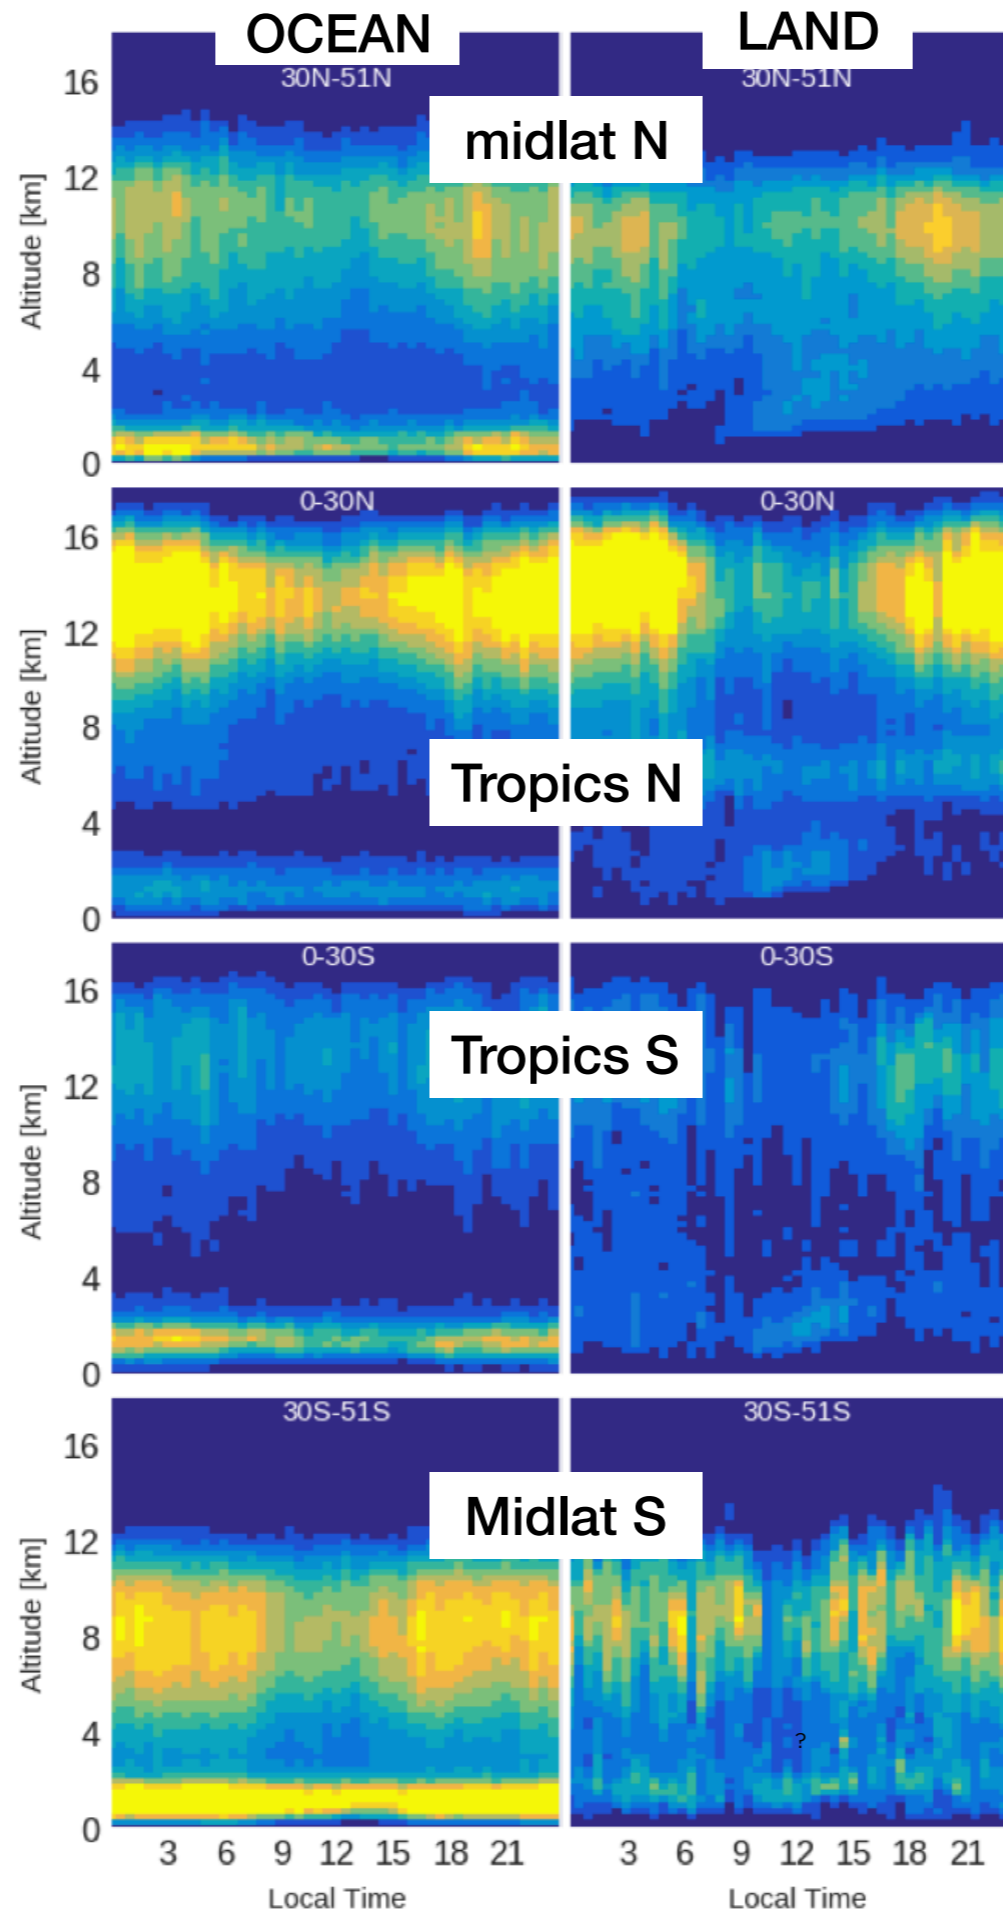 OCEAN
LAND
30N-51N
30N-51N
midlat N
16
12
8
4
0
Altitude [km]
0-30N
0-30N
Tropics N
16
12
8
4
0
Altitude [km]
0-30S
0-30S
Tropics S
16
12
8
4
0
Altitude [km]
30S-51S
30S-51S
Midlat S
16
12
8
4
0
Altitude [km]
?
3 6 9 12 15 18 21
3 6 9 12 15 18 21
Local Time
Local Time